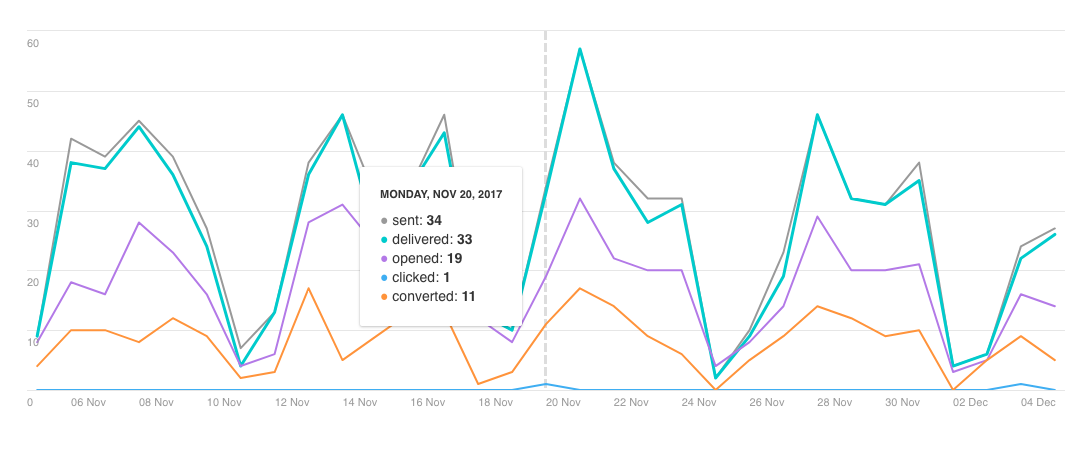 60
50
40
30
20
10
MONDAY, NOV 20, 2017
sent: 34
delivered: 33
opened: 19
clicked: 1
converted: 11
0 06 Nov 08 Nov 10 Nov 12 Nov 14 Nov 16 Nov 18 Nov 20 Nov 22 Nov 24 Nov 26 Nov 28 Nov 30 Nov 02 Dec 04 Dec